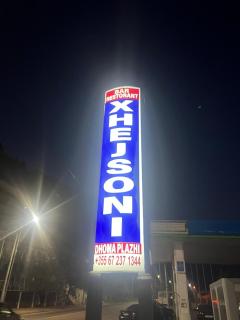 BAR
RESTORANT
XHEJSONI
DHOMA PLAZHI
+355 67 237 1344